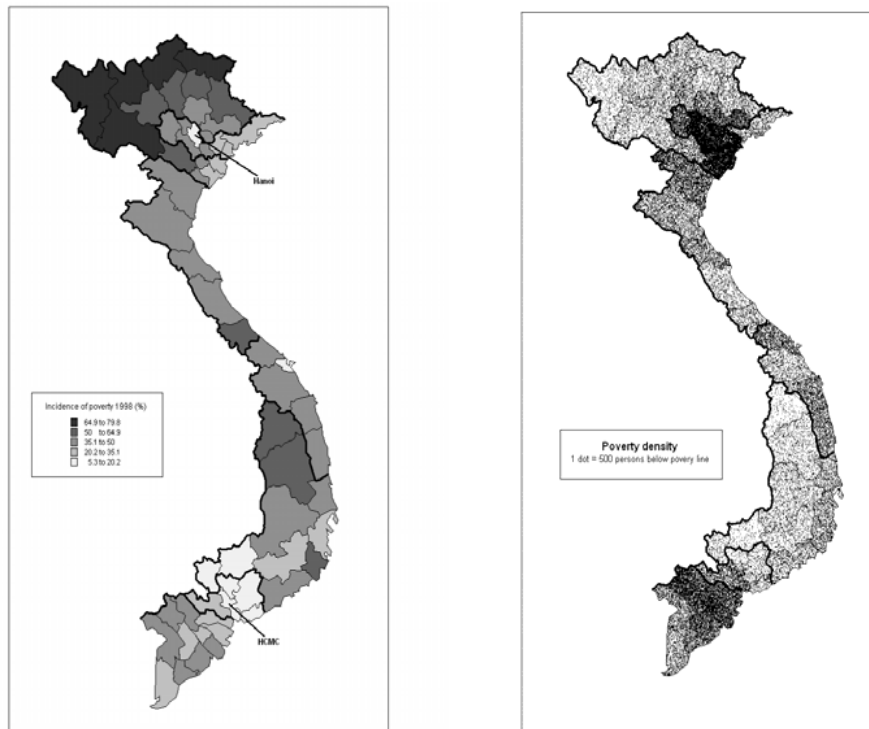 Hanoi
Incidence of poverty 1998 (%)
64.9 to 79.8
50 to 64.9
35.1 to 50
20.2 to 35.1
5.3 to 20.2
HCMC
Poverty density
1 dot = 500 persons below povery line